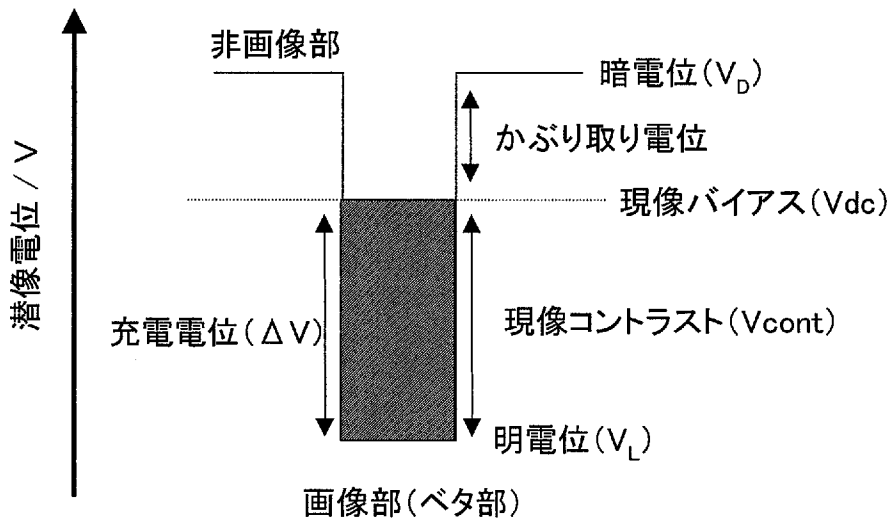 非画像部
暗電位(VD)
かぶり取り電位
現像バイアス(Vdc)
潜像電位 / V
充電電位(ΔV)
現像コントラスト(Vcont)
明電位(VL)
画像部(ベタ部)